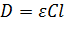 D = εCl